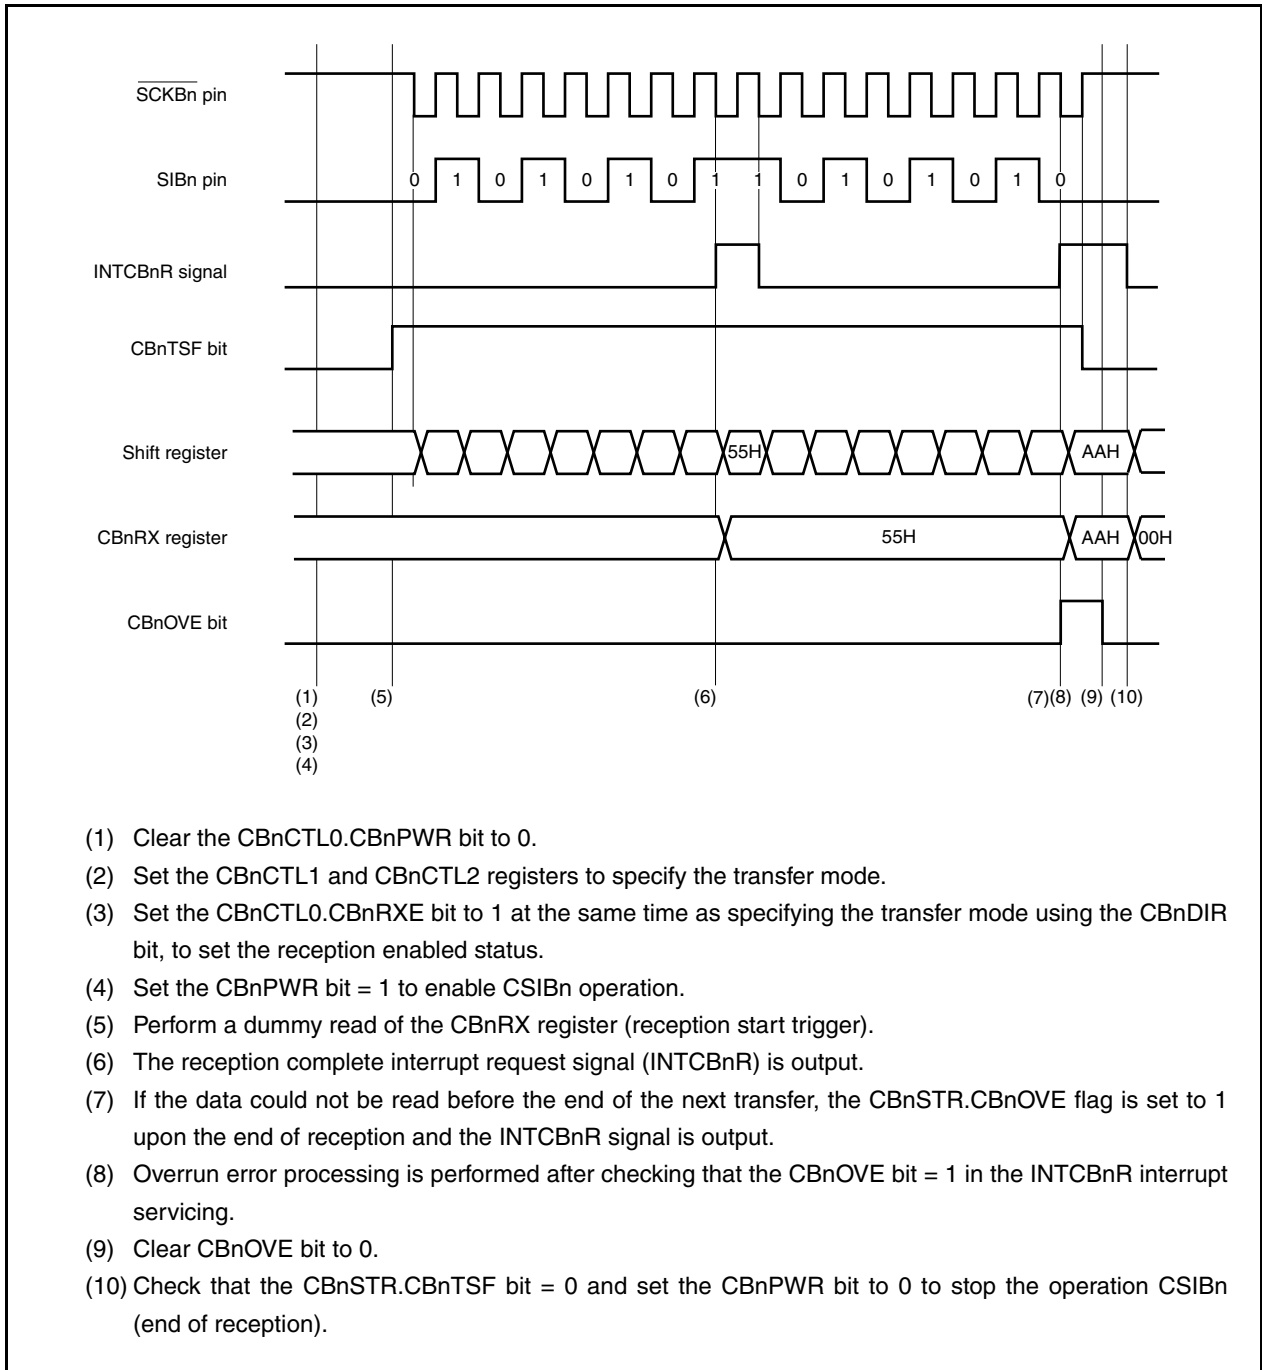 SCKBn pin
SIBn pin
0 1 0 1 0 1 0 1 1 0 1 0 1 0 1 0
INTCBnR signal
CBnTSF bit
Shift register
55H AAH
CBnRX register
55H AAH 00H
CBnOVE bit
(1) (5) (6) (7)(8) (9) (10)
(2)
(3)
(4)
(1) Clear the CBnCTL0.CBnPWR bit to 0.
(2) Set the CBnCTL1 and CBnCTL2 registers to specify the transfer mode.
(3) Set the CBnCTL0.CBnRXE bit to 1 at the same time as specifying the transfer mode using the CBnDIR
bit, to set the reception enabled status.
(4) Set the CBnPWR bit = 1 to enable CSIBn operation.
(5) Perform a dummy read of the CBnRX register (reception start trigger).
(6) The reception complete interrupt request signal (INTCBnR) is output.
(7) If the data could not be read before the end of the next transfer, the CBnSTR.CBnOVE flag is set to 1
upon the end of reception and the INTCBnR signal is output.
(8) Overrun error processing is performed after checking that the CBnOVE bit = 1 in the INTCBnR interrupt
servicing.
(9) Clear CBnOVE bit to 0.
(10) Check that the CBnSTR.CBnTSF bit = 0 and set the CBnPWR bit to 0 to stop the operation CSIBn
(end of reception).